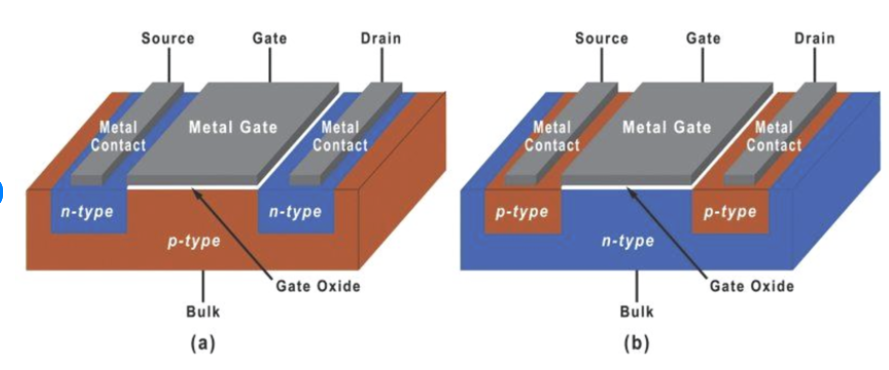 Source Gate Drain
Metal Contact
Metal Gate
Metal Contact
n-type
n-type
p-type
Gate Oxide
Bulk
(a)
Source Gate Drain
Metal Contact
Metal Gate
Metal Contact
p-type
p-type
n-type
Gate Oxide
Bulk
(b)